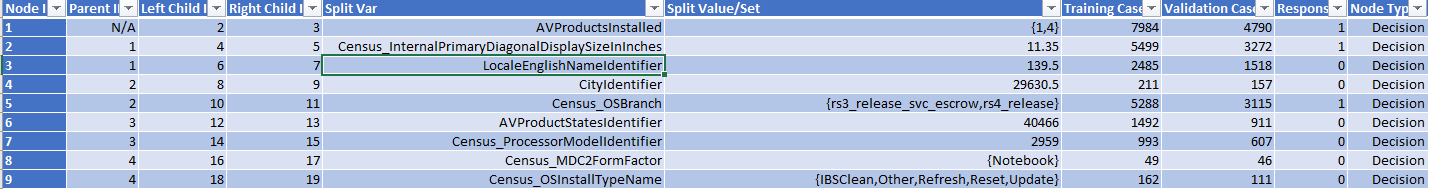 Node I Parent I Left Child I Right Child I Split Var Split Value/Set Training Case Validation Case Respons Node Typ
1 N/A 2 3 AVProductsInstalled {1,4} 7984 4790 1 Decision
2 1 4 5 Census_InternalPrimaryDiagonalDisplaySizeInInches 11.35 5499 3272 1 Decision
3 1 6 7 LocaleEnglishNameIdentifier 139.5 2485 1518 0 Decision
4 2 8 9 CityIdentifier 29630.5 211 157 0 Decision
5 2 10 11 Census_OSBranch {rs3_release_svc_escrow,rs4_release} 5288 3115 1 Decision
6 3 12 13 AVProductStatesIdentifier 40466 1492 911 0 Decision
7 3 14 15 Census_ProcessorModelIdentifier 2959 993 607 0 Decision
8 4 16 17 Census_MDC2FormFactor {Notebook} 49 46 0 Decision
9 4 18 19 Census_OSInstallTypeName {IBSClean,Other,Refresh,Reset,Update} 162 111 0 Decision